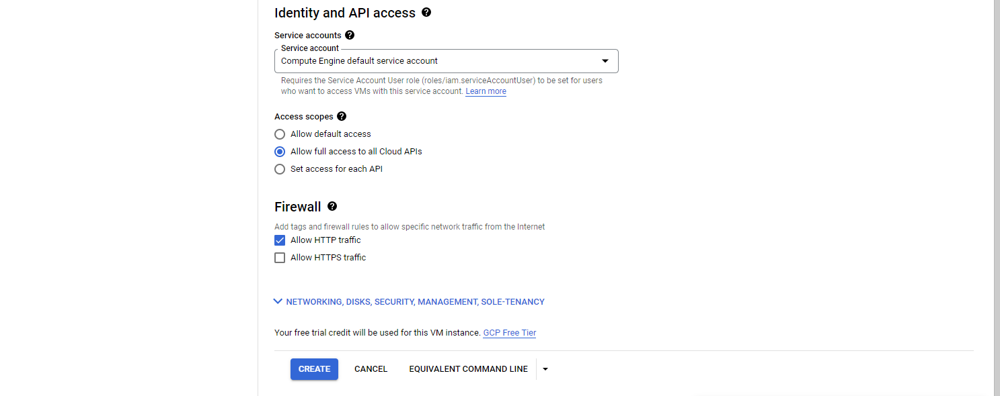 Identity and API access
Service accounts
Service account
Compute Engine default service account
Requires the Service Account User role (roles/iam.serviceAccountUser) to be set for users
who want to access VMs with this service account. Learn more
Access scopes
Allow default access
Allow full access to all Cloud APIs
Set access for each API
Firewall
Add tags and firewall rules to allow specific network traffic from the Internet
Allow HTTP traffic
Allow HTTPS traffic
NETWORKING, DISKS, SECURITY, MANAGEMENT, SOLE-TENANCY
Your free trial credit will be used for this VM instance. GCP Free Tier
CREATE CANCEL EQUIVALENT COMMAND LINE